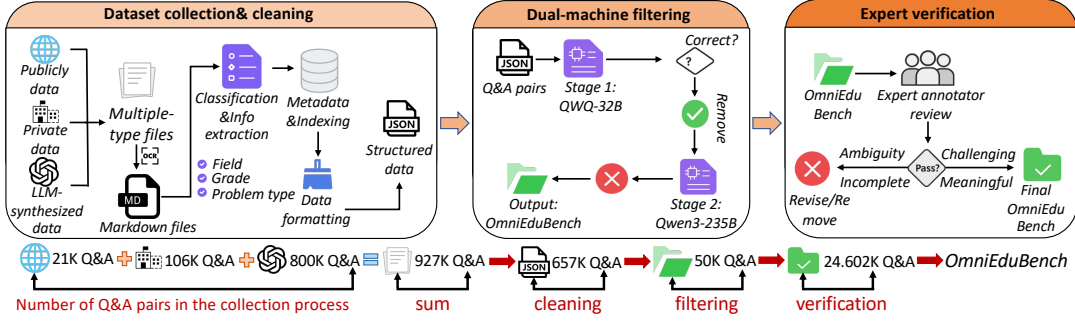 Dataset collection& cleaning
Publicly
data
Private
data
LLM-
synthesized
data
Multiple-
type files
OCR
MD
Markdown files
Classification
&Info
extraction
Field
Grade
Problem type
Metadata
&Indexing
Data
formatting
JSON
Structured
data
Dual-machine filtering
JSON
Q&A pairs
Stage 1:
QWQ-32B
Correct?
?
Remove
Stage 2:
Qwen3-235B
Output:
OmniEduBench
Expert verification
OmniEdu
Bench
Expert annotator
review
Pass?
Ambiguity
Incomplete
Revise/Re
move
Challenging
Meaningful
Final
OmniEdu
Bench
21K Q&A
106K Q&A
800K Q&A
927K Q&A
JSON
657K Q&A
50K Q&A
24.602K Q&A
OmniEduBench
Number of Q&A pairs in the collection process
sum
cleaning
filtering
verification